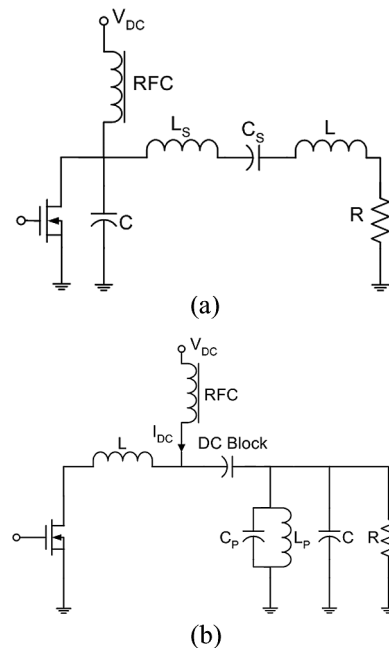 V_DC
RFC
L_S
C_S
L
C
R
(a)
V_DC
RFC
I_DC
L
DC Block
C_P
L_P
C
R
(b)